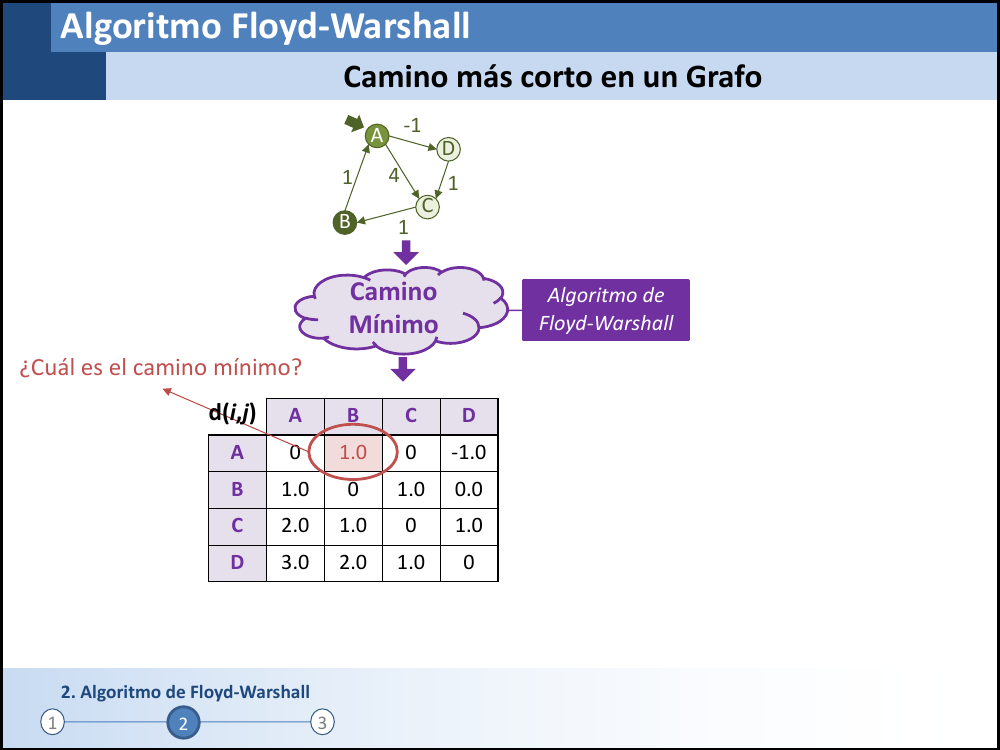 Algoritmo Floyd-Warshall
Camino más corto en un Grafo
A -1 D
1 4 1
B C
1
Camino
Mínimo
Algoritmo de
Floyd-Warshall
¿Cuál es el camino mínimo?
d(i,j) A B C D
A 0 1.0 0 -1.0
B 1.0 0 1.0 0.0
C 2.0 1.0 0 1.0
D 3.0 2.0 1.0 0
2. Algoritmo de Floyd-Warshall
1 2 3